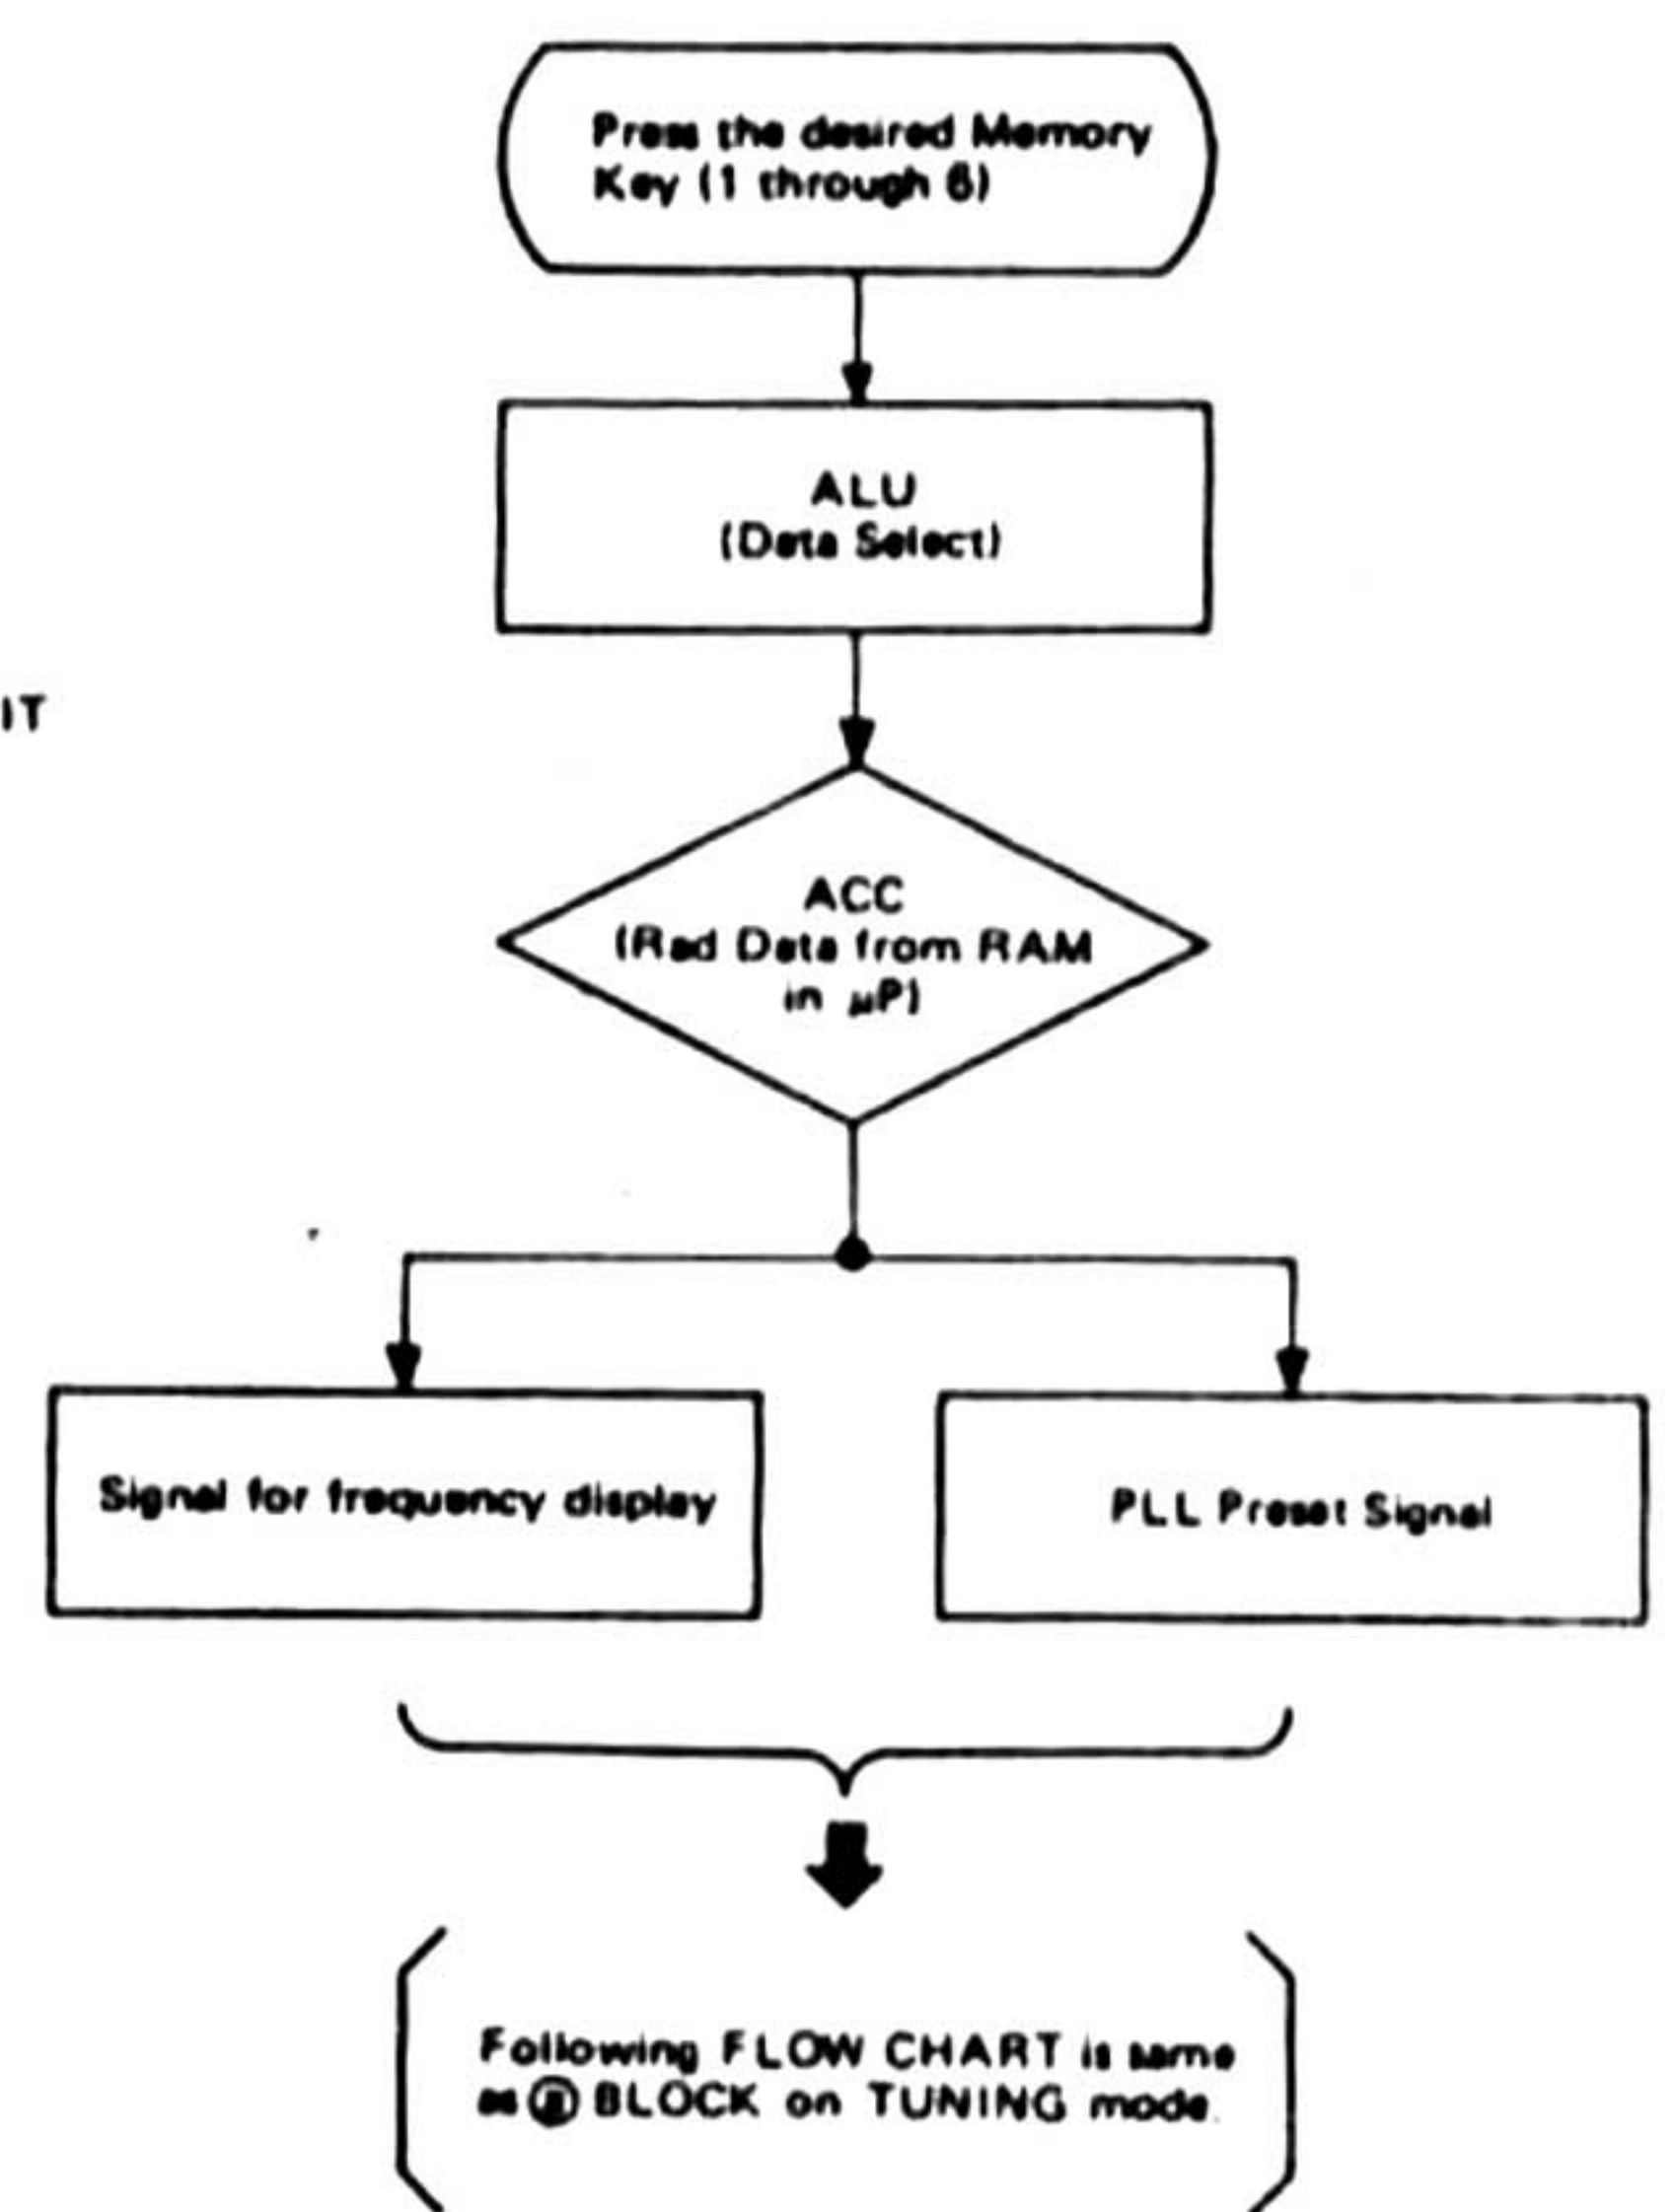 Press the desired Memory
Key (1 through 6)
ALU
(Data Select)
IT
ACC
(Rad Data from RAM
in μP)
Signal for frequency display
PLL Preset Signal
Following FLOW CHART is same
as BLOCK on TUNING mode.